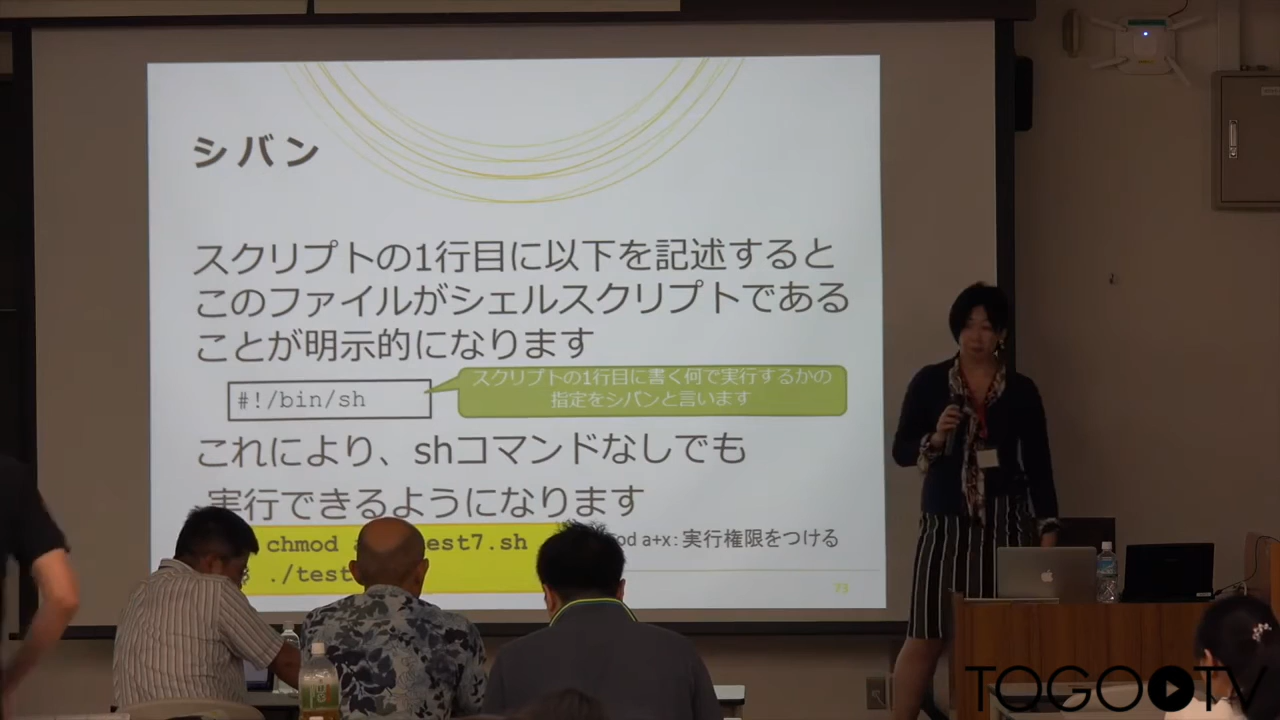 シバン
スクリプトの1行目に以下を記述すると
このファイルがシェルスクリプトである
ことが明示的になります
#!/bin/sh
スクリプトの1行目に書く何で実行するかの
指定をシバンと言います
これにより、shコマンドなしでも
実行できるようになります
chmod a est7.sh
od a+x：実行権限をつける
$ ./test
73
TOGO TV